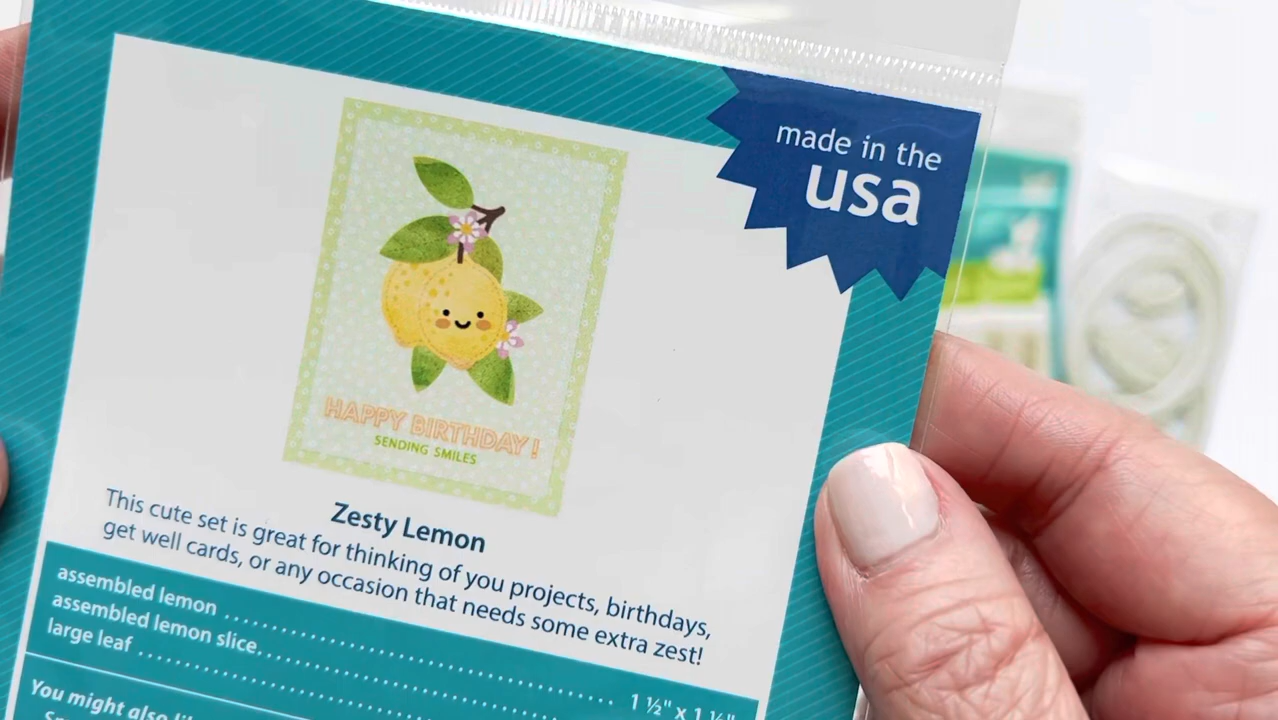 made in the
usa
HAPPY BIRTHDAY!
SENDING SMILES
Zesty Lemon
This cute set is great for thinking of you projects, birthdays,
get well cards, or any occasion that needs some extra zest!
assembled lemon
assembled lemon slice
large leaf
1 ½" x 1
You might also